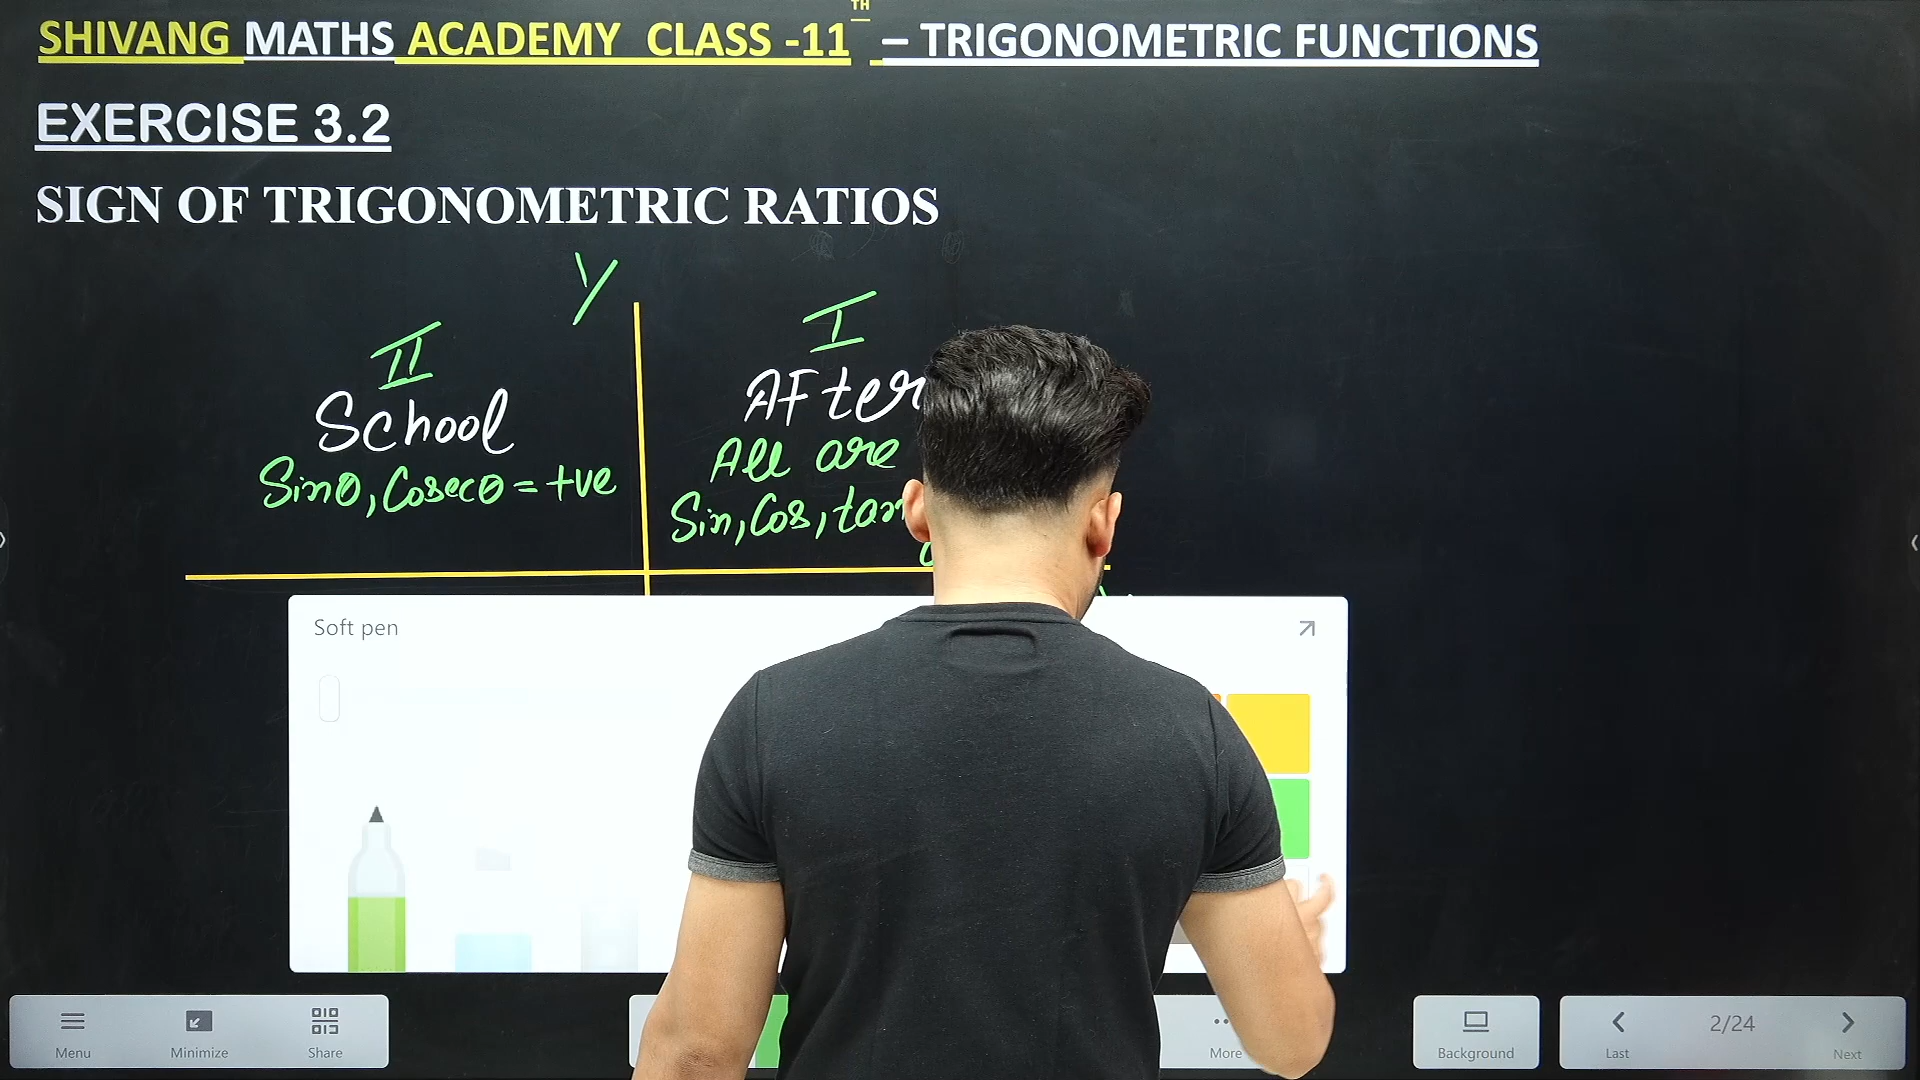 SHIVANG MATHS ACADEMY CLASS -11TH – TRIGONOMETRIC FUNCTIONS
EXERCISE 3.2
SIGN OF TRIGONOMETRIC RATIOS
Y
II
I
School
AFter
Sinθ, Cosecθ = +ve
All are
Sin, Cos, tan
Soft pen
Menu
Minimize
Share
More
Background
Last
2/24
Next